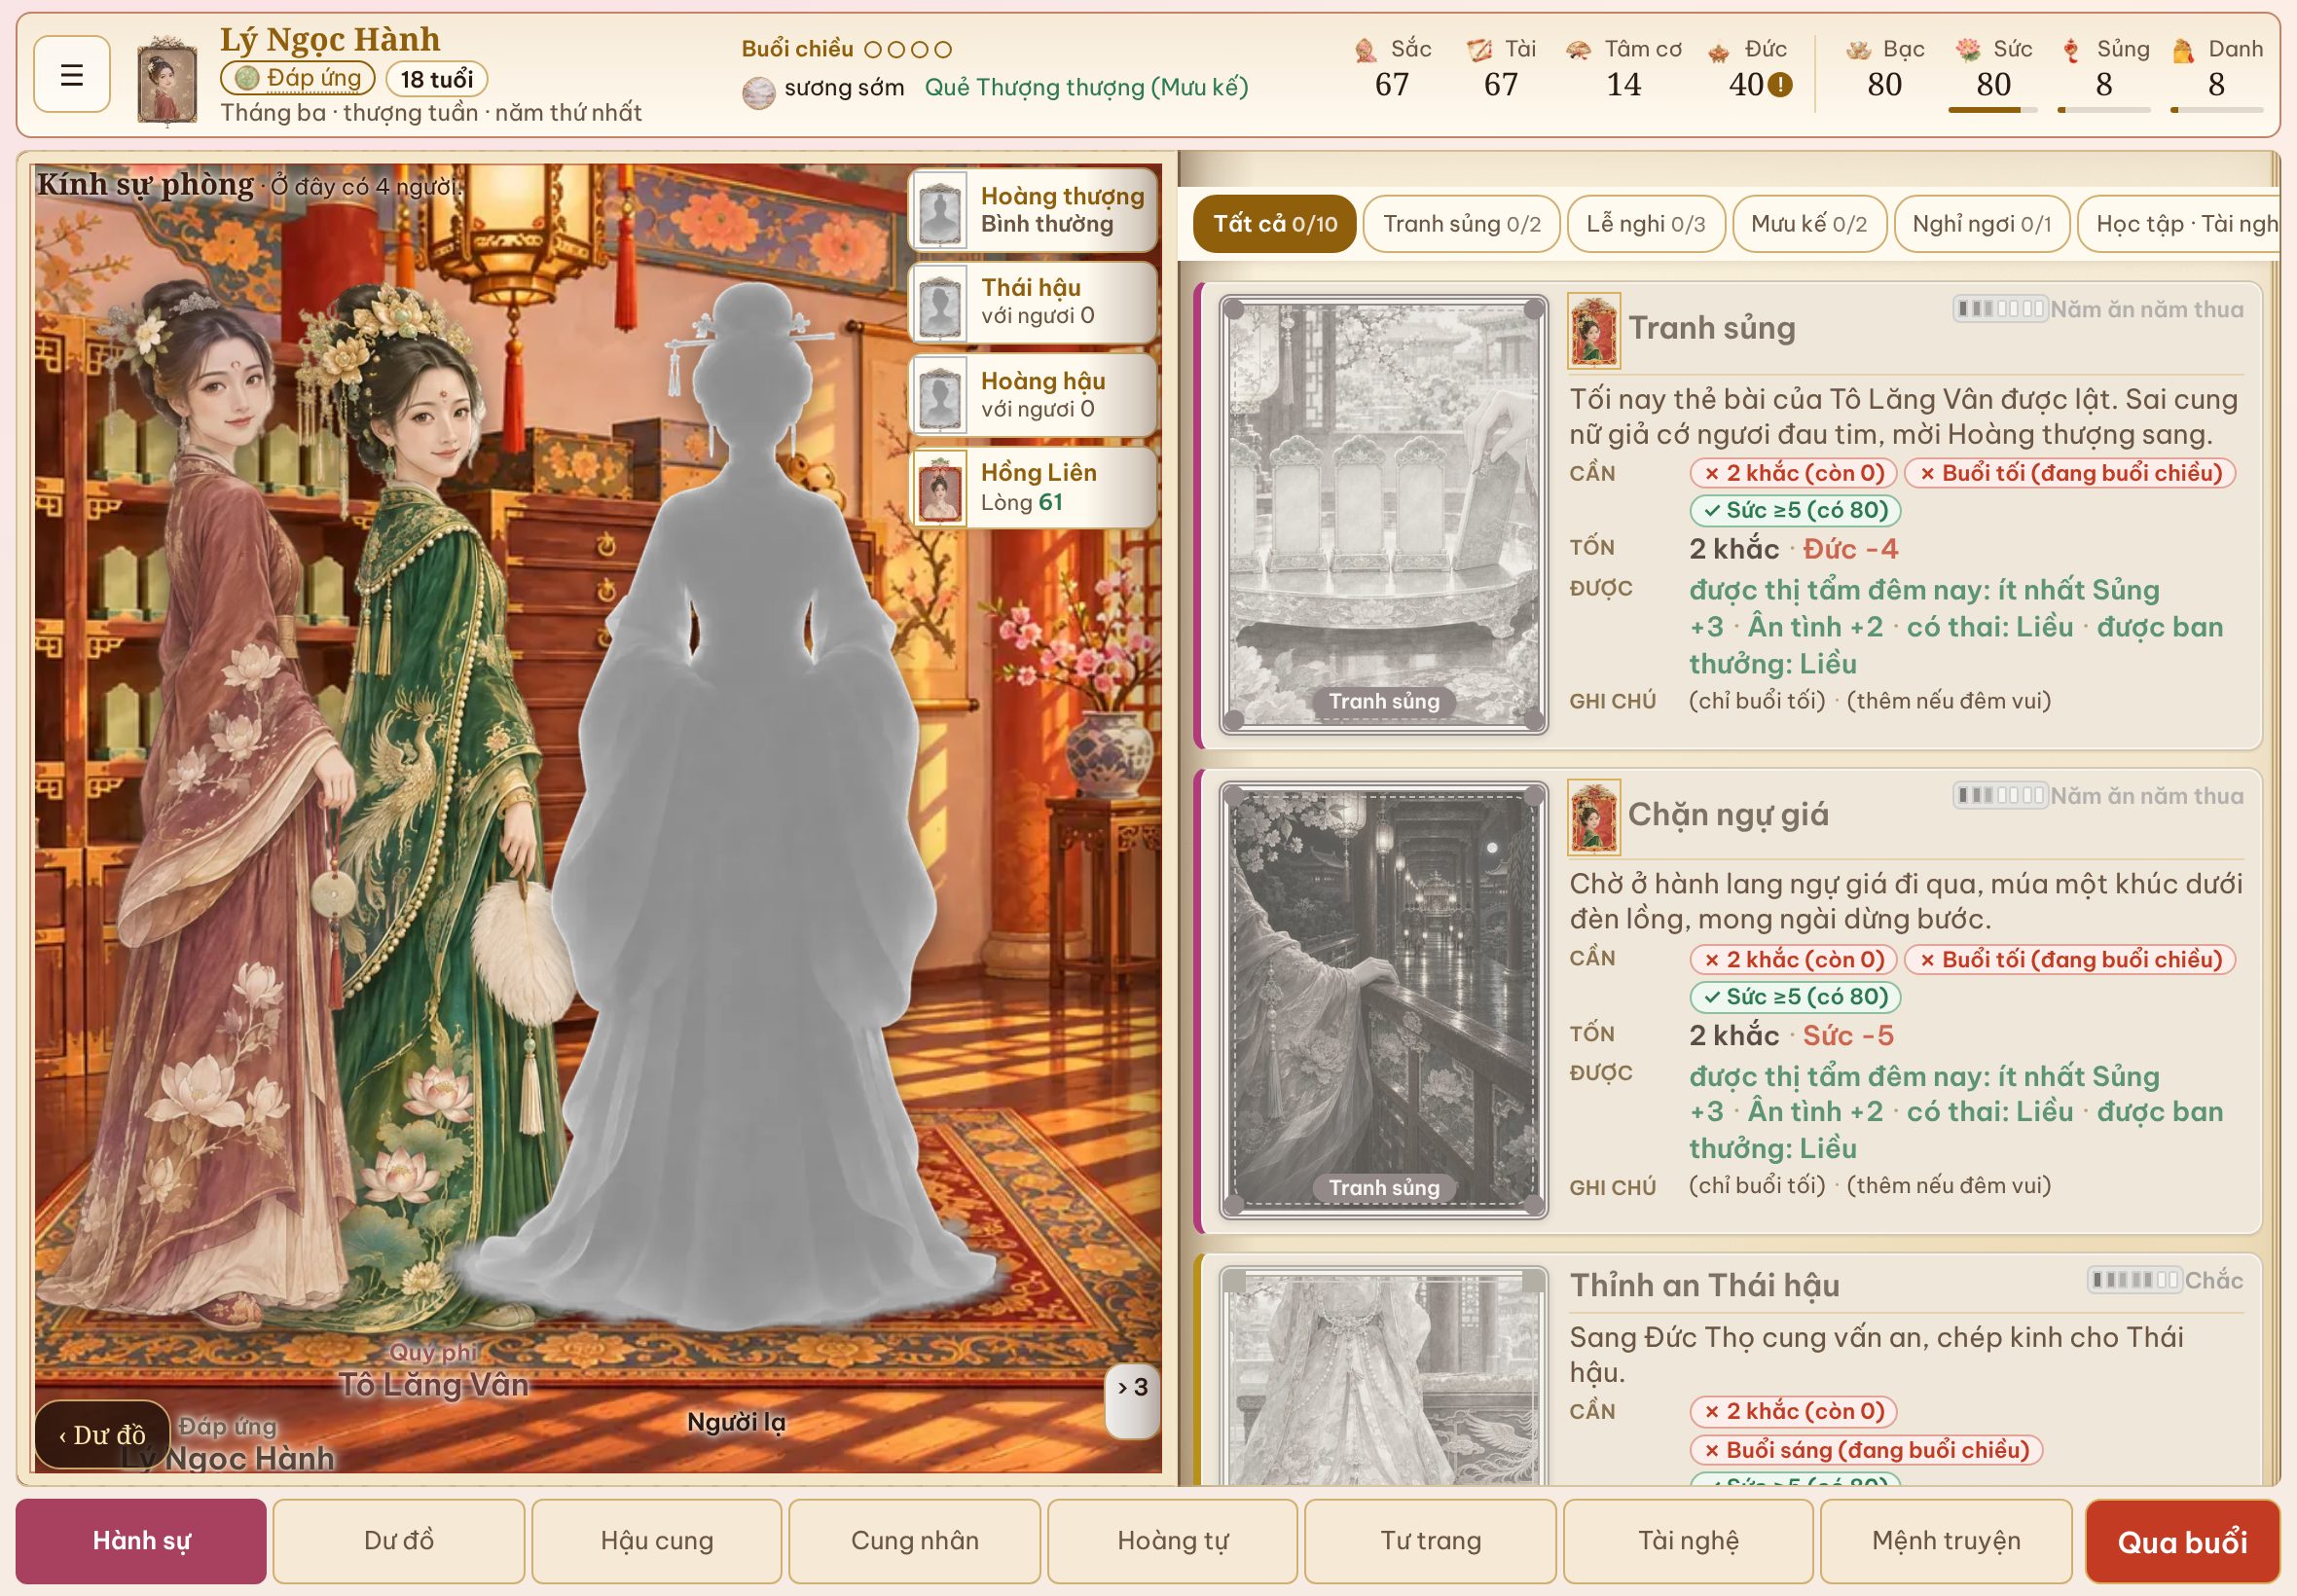 Lý Ngọc Hành
Đáp ứng
18 tuổi
Tháng ba · thượng tuần · năm thứ nhất
Buổi chiều
sương sớm
Quẻ Thượng thượng (Mưu kế)
Sắc
67
Tài
67
Tâm cơ
14
Đức
40 !
Bạc
80
Sức
80
Sủng
8
Danh
8
Kính sự phòng · Ở đây có 4 người.
Hoàng thượng
Bình thường
Thái hậu
với ngươi 0
Hoàng hậu
với ngươi 0
Hồng Liên
Lòng 61
Quý phi
Tô Lăng Vân
Người lạ
› 3
‹ Dư đồ
Đáp ứng
Lý Ngọc Hành
Tất cả 0/10
Tranh sủng 0/2
Lễ nghi 0/3
Mưu kế 0/2
Nghỉ ngơi 0/1
Học tập · Tài ngh
Tranh sủng
Tranh sủng
Năm ăn năm thua
Tối nay thẻ bài của Tô Lăng Vân được lật. Sai cung
nữ giả cớ ngươi đau tim, mời Hoàng thượng sang.
CẦN
× 2 khắc (còn 0)
× Buổi tối (đang buổi chiều)
✓ Sức ≥5 (có 80)
TỐN
2 khắc · Đức -4
ĐƯỢC
được thị tẩm đêm nay: ít nhất Sủng
+3 · Ân tình +2 · có thai: Liều · được ban
thưởng: Liều
GHI CHÚ
(chỉ buổi tối) · (thêm nếu đêm vui)
Tranh sủng
Chặn ngự giá
Năm ăn năm thua
Chờ ở hành lang ngự giá đi qua, múa một khúc dưới
đèn lồng, mong ngài dừng bước.
CẦN
× 2 khắc (còn 0)
× Buổi tối (đang buổi chiều)
✓ Sức ≥5 (có 80)
TỐN
2 khắc · Sức -5
ĐƯỢC
được thị tẩm đêm nay: ít nhất Sủng
+3 · Ân tình +2 · có thai: Liều · được ban
thưởng: Liều
GHI CHÚ
(chỉ buổi tối) · (thêm nếu đêm vui)
Thỉnh an Thái hậu
Chắc
Sang Đức Thọ cung vấn an, chép kinh cho Thái
hậu.
CẦN
× 2 khắc (còn 0)
× Buổi sáng (đang buổi chiều)
✓ Sức ≥5 (có 80)
Hành sự
Dư đồ
Hậu cung
Cung nhân
Hoàng tự
Tư trang
Tài nghệ
Mệnh truyện
Qua buổi